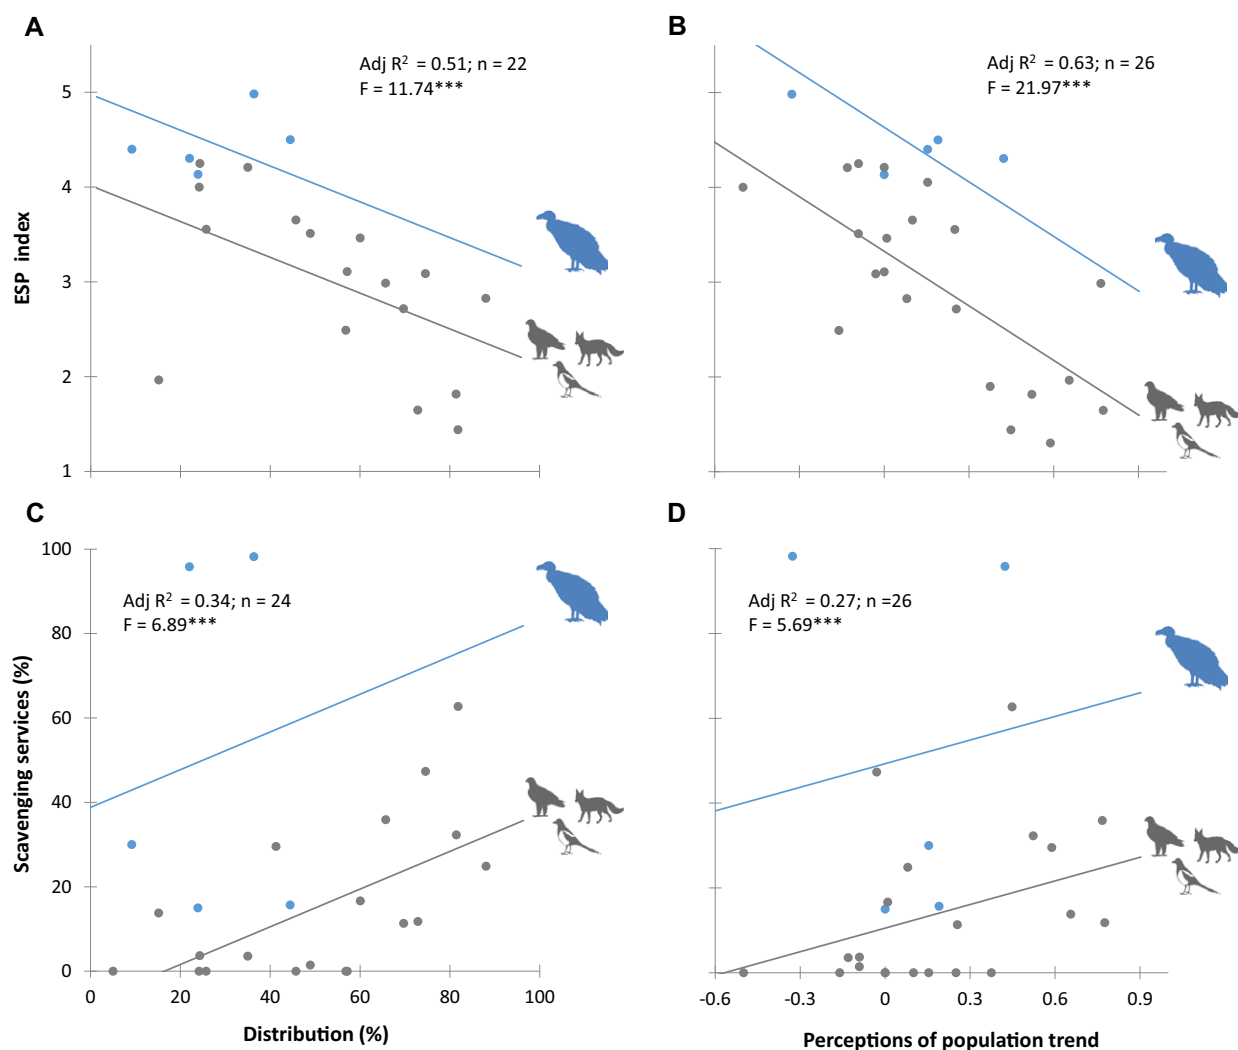 A
Adj R² = 0.51; n = 22
F = 11.74***
5
4
3
2
1
ESP index
B
Adj R² = 0.63; n = 26
F = 21.97***
C
Adj R² = 0.34; n = 24
F = 6.89***
100
80
60
40
20
0
Scavenging services (%)
0 20 40 60 80 100
Distribution (%)
D
Adj R² = 0.27; n =26
F = 5.69***
-0.6 -0.3 0 0.3 0.6 0.9
Perceptions of population trend